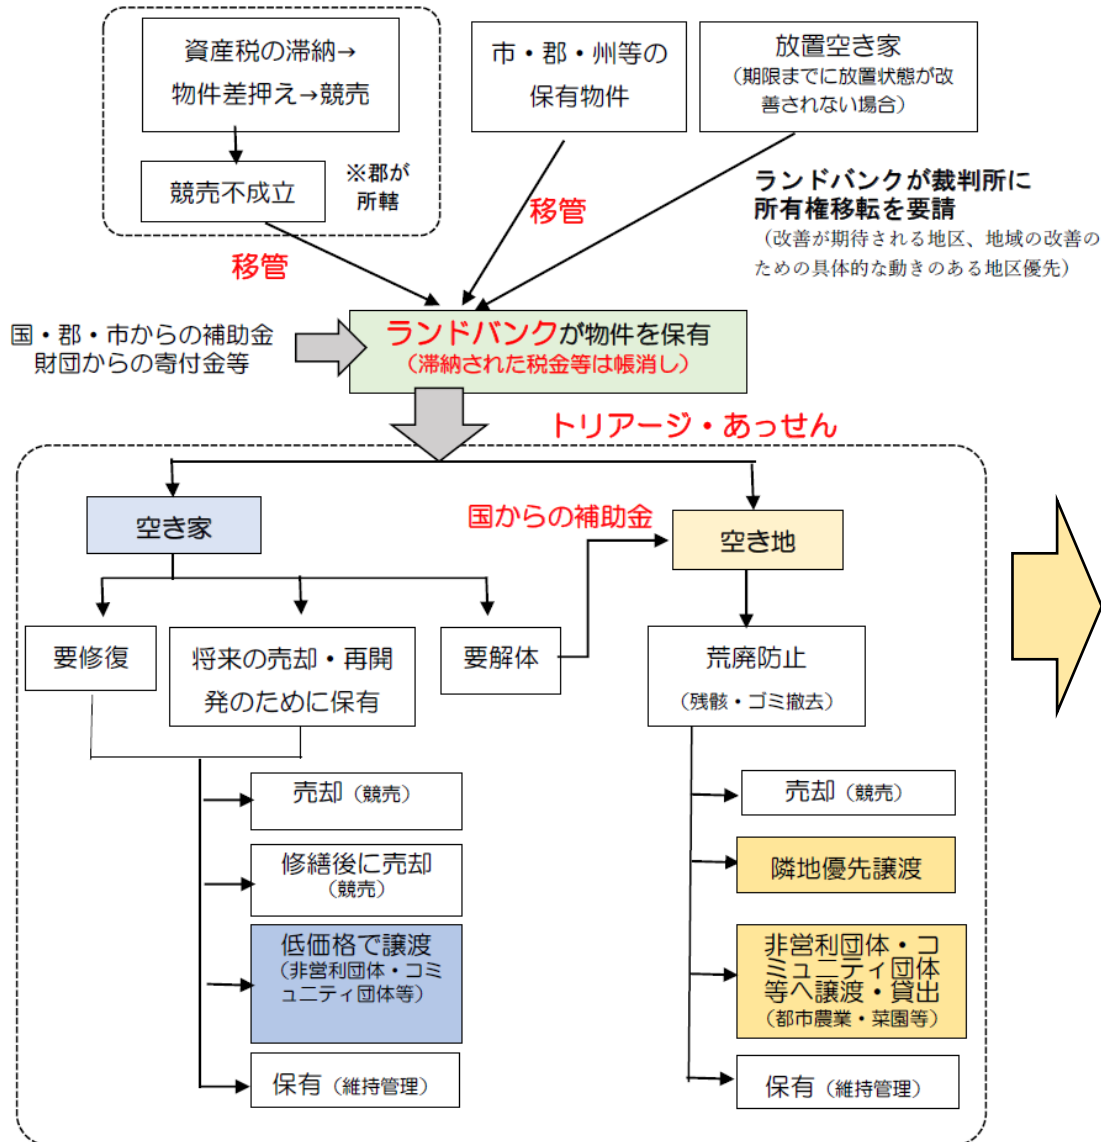 資産税の滞納→
物件差押え→競売
競売不成立
※郡が
所轄
市・郡・州等の
保有物件
放置空き家
（期限までに放置状態が改
善されない場合）
移管
移管
ランドバンクが裁判所に
所有権移転を要請
（改善が期待される地区、地域の改善の
ための具体的な動きのある地区優先）
国・郡・市からの補助金
財団からの寄付金等
ランドバンクが物件を保有
（滞納された税金等は帳消し）
トリアージ・あっせん
空き家
国からの補助金
空き地
要修復
将来の売却・再開
発のために保有
要解体
荒廃防止
（残骸・ゴミ撤去）
売却（競売）
修繕後に売却
（競売）
低価格で譲渡
（非営利団体・コミ
ュニティ団体等）
保有（維持管理）
売却（競売）
隣地優先譲渡
非営利団体・コ
ミュニティ団体
等へ譲渡・貸出
（都市農業・菜園等）
保有（維持管理）